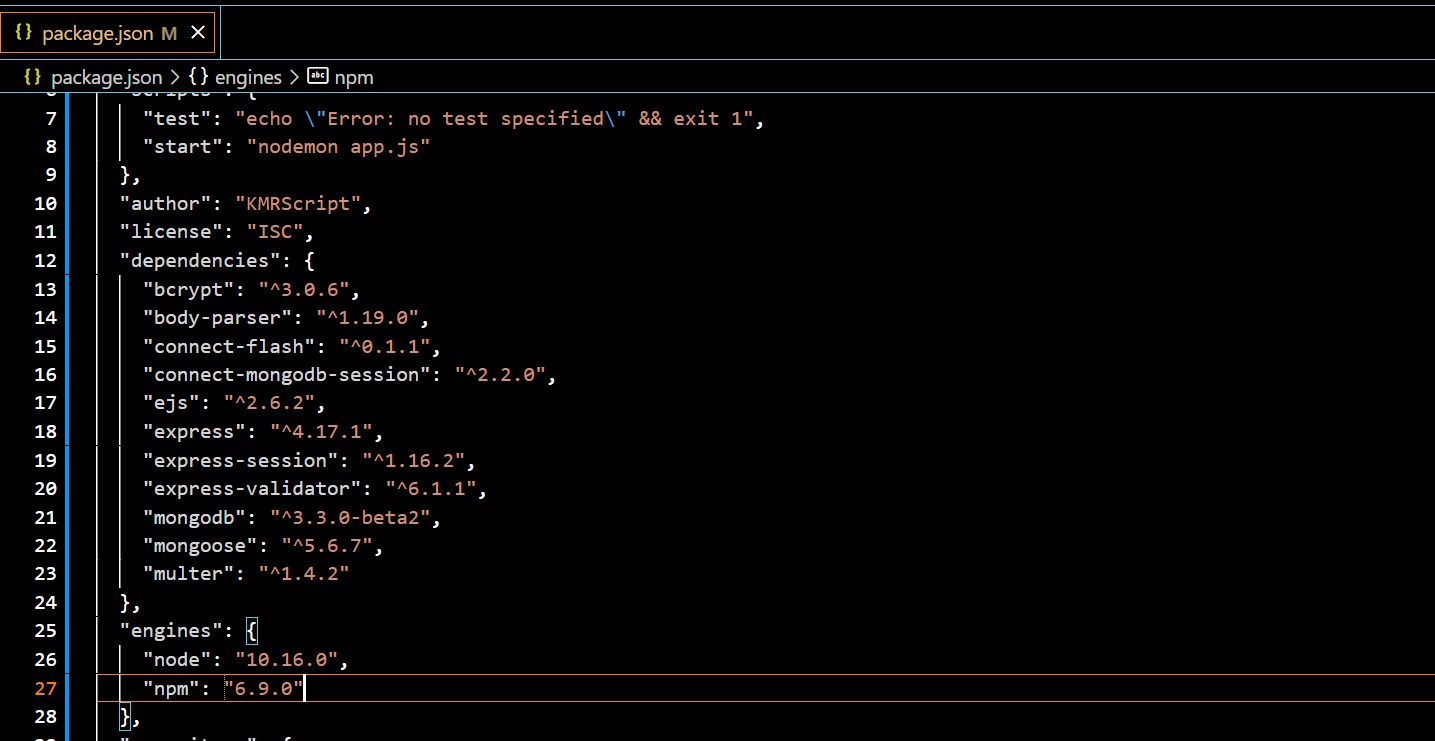 {} package.json M ×
{} package.json > {} engines > abc npm
7 "test": "echo \"Error: no test specified\" && exit 1",
8 "start": "nodemon app.js"
9 },
10 "author": "KMRScript",
11 "license": "ISC",
12 "dependencies": {
13 "bcrypt": "^3.0.6",
14 "body-parser": "^1.19.0",
15 "connect-flash": "^0.1.1",
16 "connect-mongodb-session": "^2.2.0",
17 "ejs": "^2.6.2",
18 "express": "^4.17.1",
19 "express-session": "^1.16.2",
20 "express-validator": "^6.1.1",
21 "mongodb": "^3.3.0-beta2",
22 "mongoose": "^5.6.7",
23 "multer": "^1.4.2"
24 },
25 "engines": {
26 "node": "10.16.0",
27 "npm": "6.9.0"
28 },